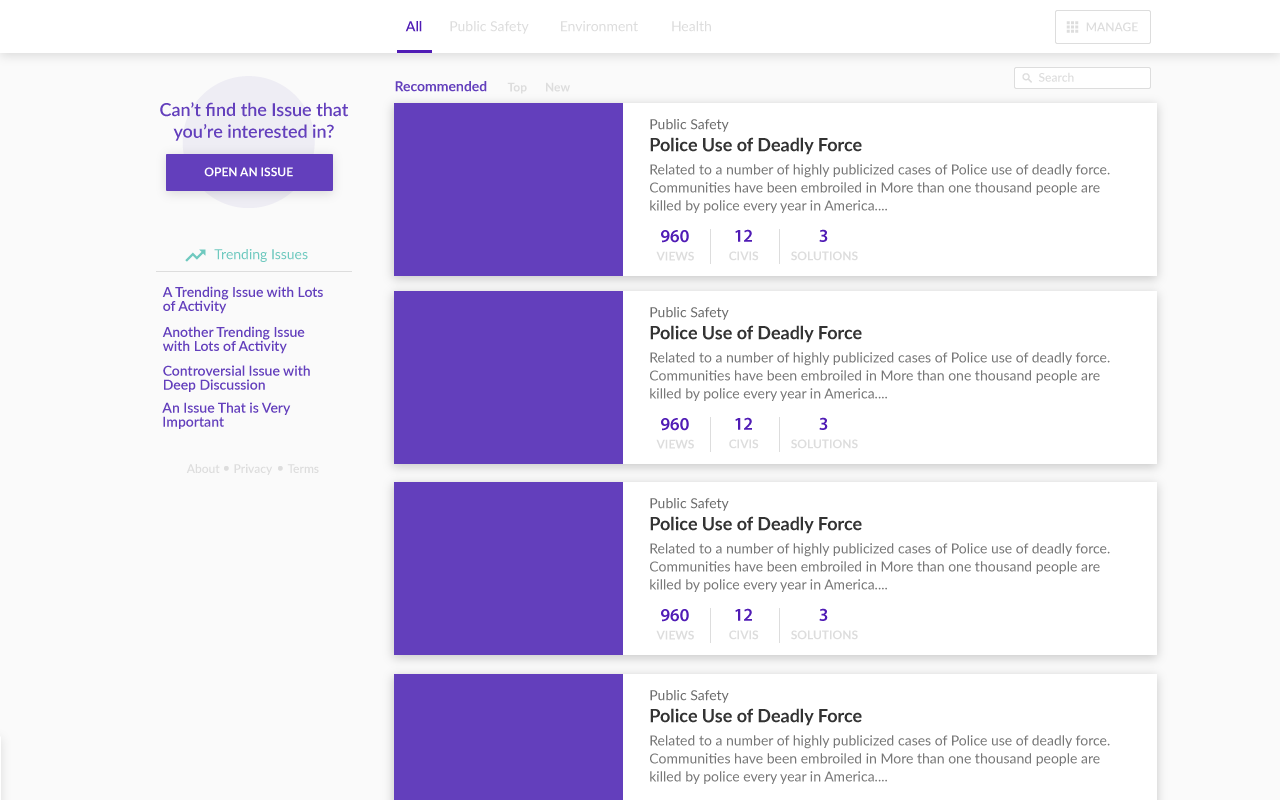 All Public Safety Environment Health MANAGE
Can't find the Issue that
you're interested in?
OPEN AN ISSUE
Trending Issues
A Trending Issue with Lots
of Activity
Another Trending Issue
with Lots of Activity
Controversial Issue with
Deep Discussion
An Issue That is Very
Important
About • Privacy • Terms
Recommended Top New Search
Public Safety
Police Use of Deadly Force
Related to a number of highly publicized cases of Police use of deadly force.
Communities have been embroiled in More than one thousand people are
killed by police every year in America....
960 12 3
VIEWS CIVIS SOLUTIONS
Public Safety
Police Use of Deadly Force
Related to a number of highly publicized cases of Police use of deadly force.
Communities have been embroiled in More than one thousand people are
killed by police every year in America....
960 12 3
VIEWS CIVIS SOLUTIONS
Public Safety
Police Use of Deadly Force
Related to a number of highly publicized cases of Police use of deadly force.
Communities have been embroiled in More than one thousand people are
killed by police every year in America....
960 12 3
VIEWS CIVIS SOLUTIONS
Public Safety
Police Use of Deadly Force
Related to a number of highly publicized cases of Police use of deadly force.
Communities have been embroiled in More than one thousand people are
killed by police every year in America....